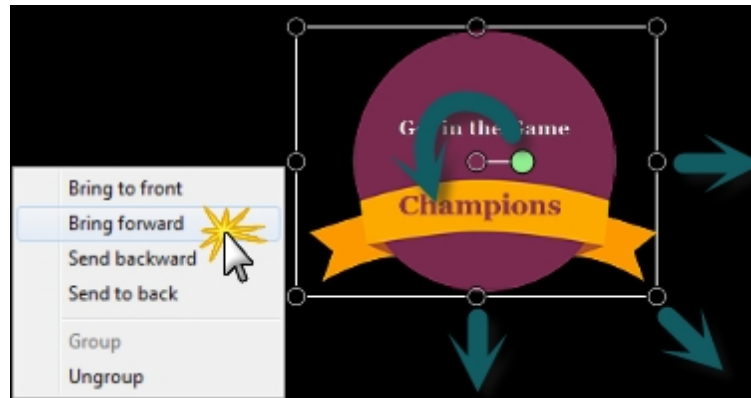 Bring to front
Bring forward
Send backward
Send to back
Group
Ungroup
in the Game
Champions